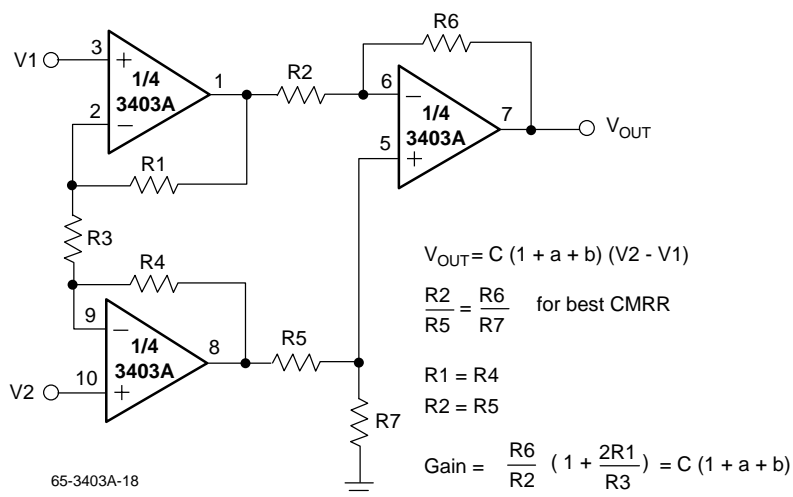 R6
V1
3
+
1/4
3403A
1
R2
6
−
1/4
3403A
7
V_OUT
2
−
5
+
R1
R3
R4
V_OUT = C (1 + a + b) (V2 - V1)
R2/R5 = R6/R7 for best CMRR
9
−
1/4
3403A
8
R5
V2
10
+
R7
R1 = R4
R2 = R5
Gain = R6/R2 ( 1 + 2R1/R3 ) = C (1 + a + b)
65-3403A-18